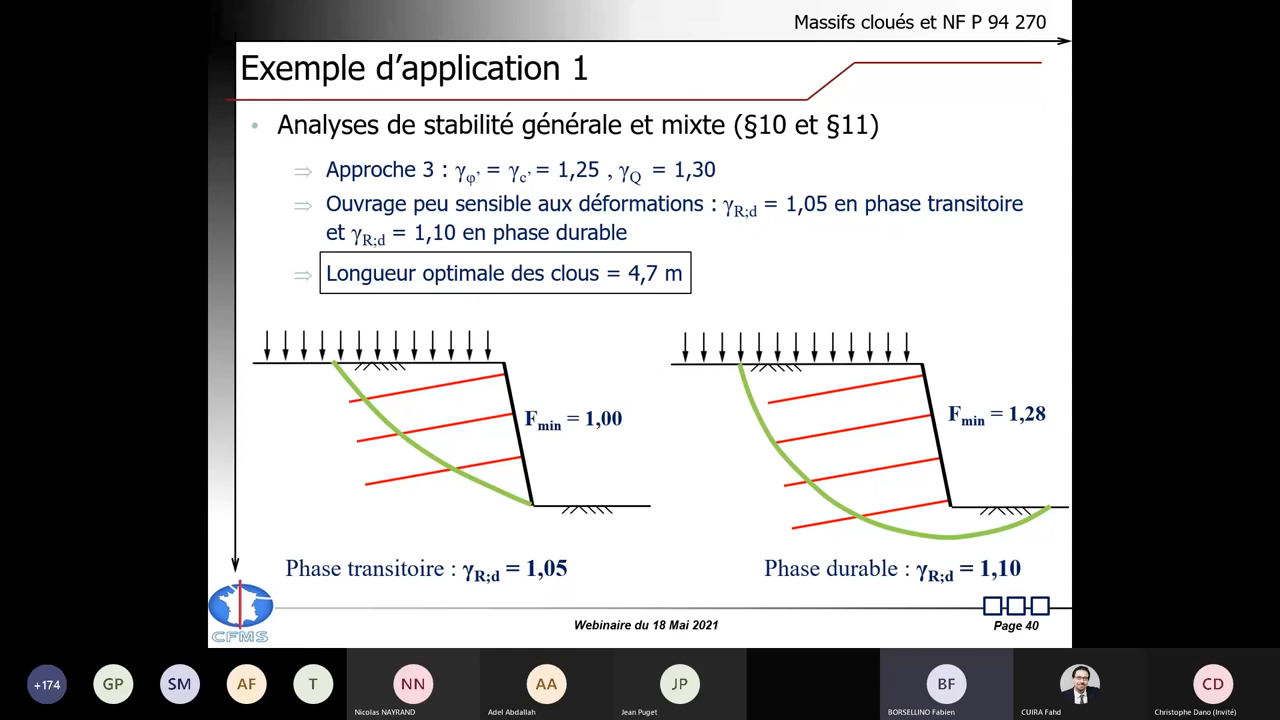 Massifs cloués et NF P 94 270
Exemple d’application 1
• Analyses de stabilité générale et mixte (§10 et §11)
⇒ Approche 3 : γφ' = γc' = 1,25 , γQ = 1,30
⇒ Ouvrage peu sensible aux déformations : γR;d = 1,05 en phase transitoire
et γR;d = 1,10 en phase durable
⇒ Longueur optimale des clous = 4,7 m
Fmin = 1,00
Fmin = 1,28
Phase transitoire : γR;d = 1,05
Phase durable : γR;d = 1,10
CFMS
Webinaire du 18 Mai 2021
Page 40
+174
GP
SM
AF
T
NN
AA
JP
BF
CD
Nicolas NAYRAND
Adel Abdallah
Jean Puget
BORSELLINO Fabien
CUIRA Fahd
Christophe Dano (Invité)